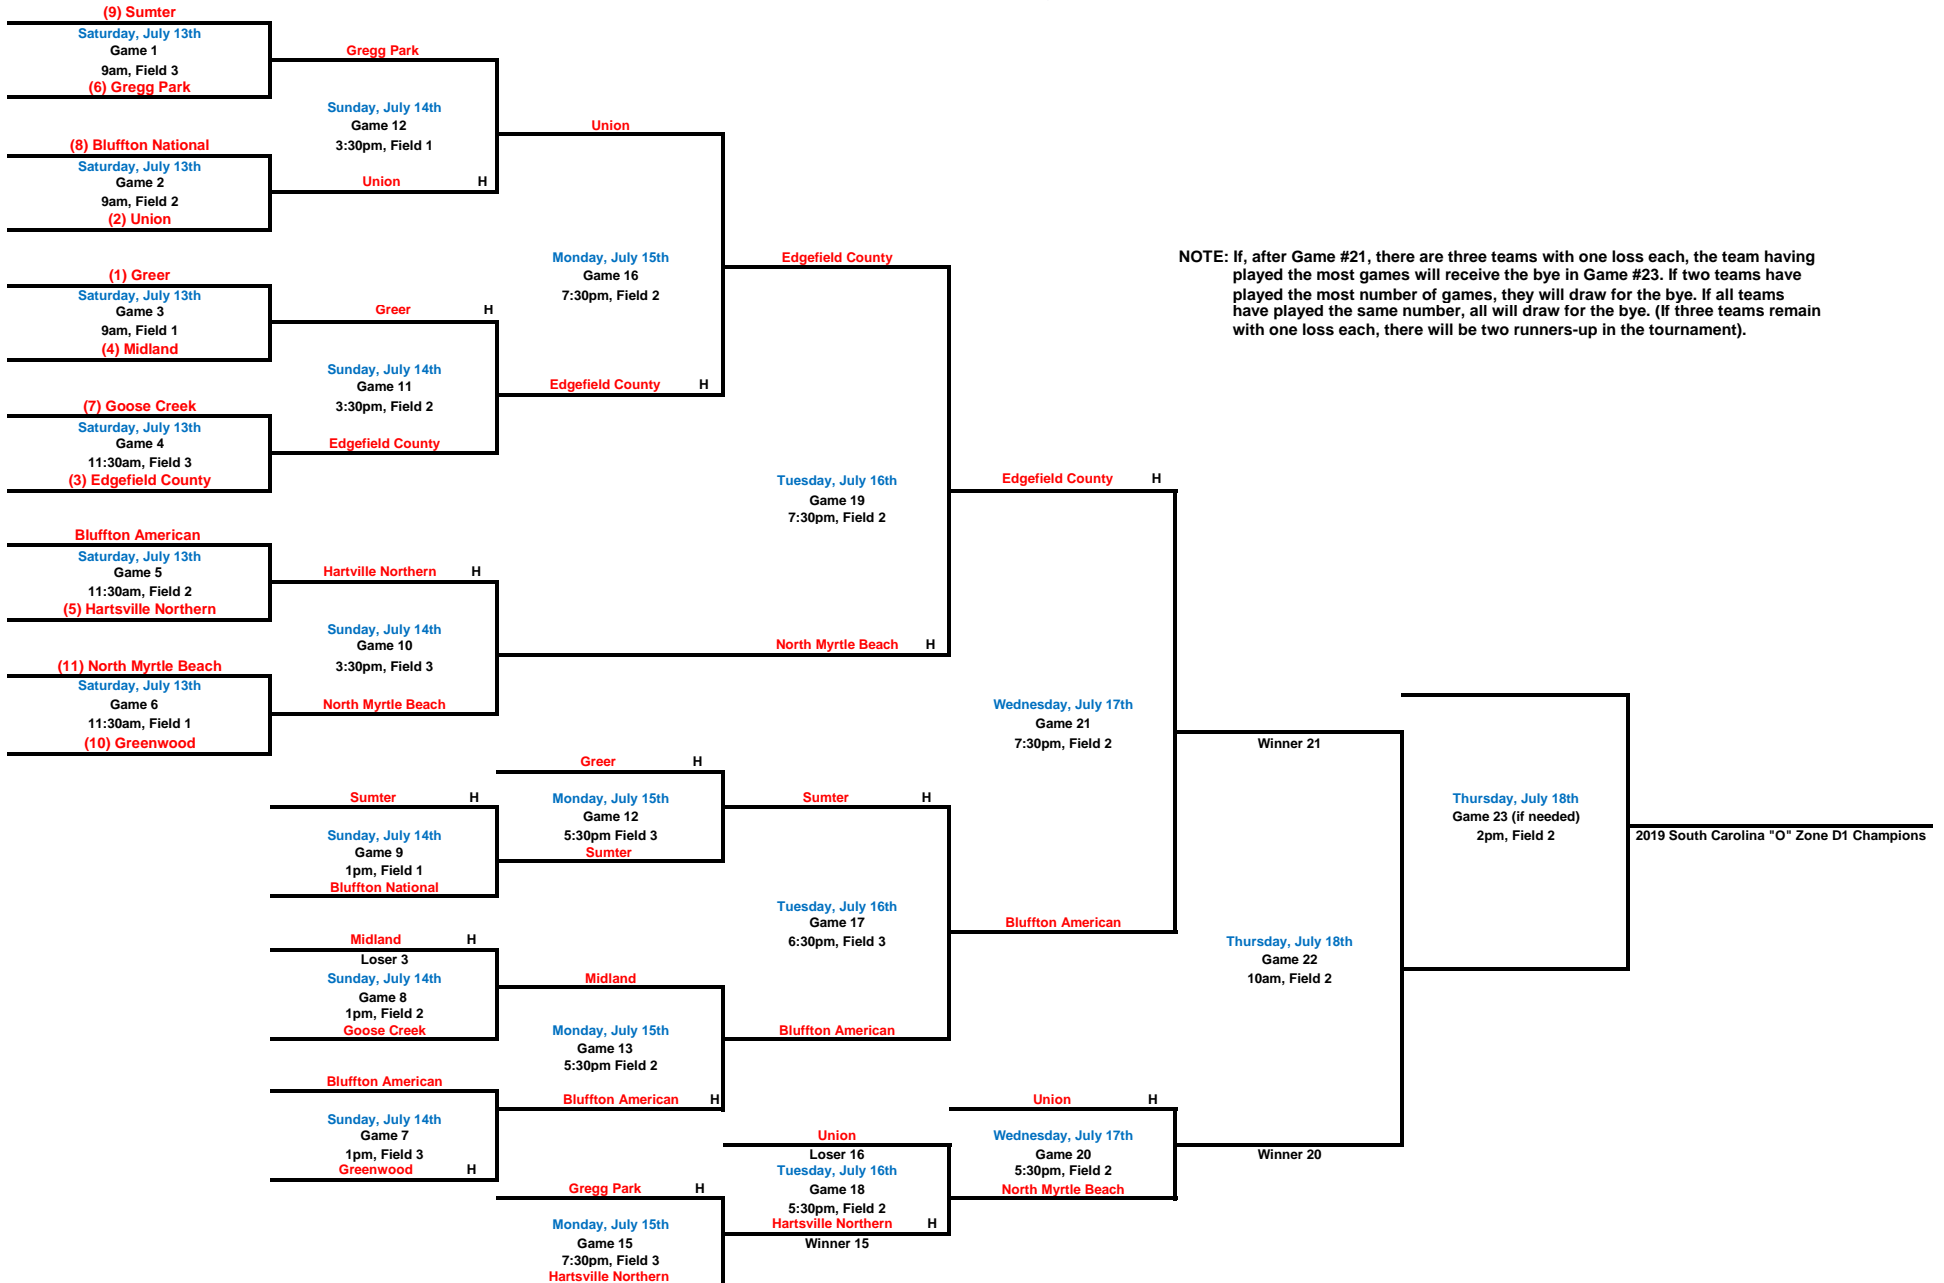 (9) Sumter
Saturday, July 13th
Game 1
9am, Field 3
(6) Gregg Park
(8) Bluffton National
Saturday, July 13th
Game 2
9am, Field 2
(2) Union
(1) Greer
Saturday, July 13th
Game 3
9am, Field 1
(4) Midland
(7) Goose Creek
Saturday, July 13th
Game 4
11:30am, Field 3
(3) Edgefield County
Bluffton American
Saturday, July 13th
Game 5
11:30am, Field 2
(5) Hartsville Northern
(11) North Myrtle Beach
Saturday, July 13th
Game 6
11:30am, Field 1
(10) Greenwood
Gregg Park
Sunday, July 14th
Game 12
3:30pm, Field 1
Union H
Greer H
Sunday, July 14th
Game 11
3:30pm, Field 2
Edgefield County
Hartville Northern H
Sunday, July 14th
Game 10
3:30pm, Field 3
North Myrtle Beach
Sumter H
Sunday, July 14th
Game 9
1pm, Field 1
Bluffton National
Midland H
Loser 3
Sunday, July 14th
Game 8
1pm, Field 2
Goose Creek
Bluffton American
Sunday, July 14th
Game 7
1pm, Field 3
Greenwood H
Union
Monday, July 15th
Game 16
7:30pm, Field 2
Edgefield County H
Greer H
Monday, July 15th
Game 12
5:30pm Field 3
Sumter
Midland
Monday, July 15th
Game 13
5:30pm Field 2
Bluffton American H
Gregg Park H
Monday, July 15th
Game 15
7:30pm, Field 3
Hartsville Northern
Edgefield County
Tuesday, July 16th
Game 19
7:30pm, Field 2
North Myrtle Beach H
Sumter H
Tuesday, July 16th
Game 17
6:30pm, Field 3
Bluffton American
Union
Loser 16
Tuesday, July 16th
Game 18
5:30pm, Field 2
Hartsville Northern H
Winner 15
Edgefield County H
Wednesday, July 17th
Game 21
7:30pm, Field 2
Bluffton American
Union H
Wednesday, July 17th
Game 20
5:30pm, Field 2
North Myrtle Beach
NOTE: If, after Game #21, there are three teams with one loss each, the team having
played the most games will receive the bye in Game #23. If two teams have
played the most number of games, they will draw for the bye. If all teams
have played the same number, all will draw for the bye. (If three teams remain
with one loss each, there will be two runners-up in the tournament).
Winner 21
Thursday, July 18th
Game 22
10am, Field 2
Winner 20
Thursday, July 18th
Game 23 (if needed)
2pm, Field 2
2019 South Carolina "O" Zone D1 Champions